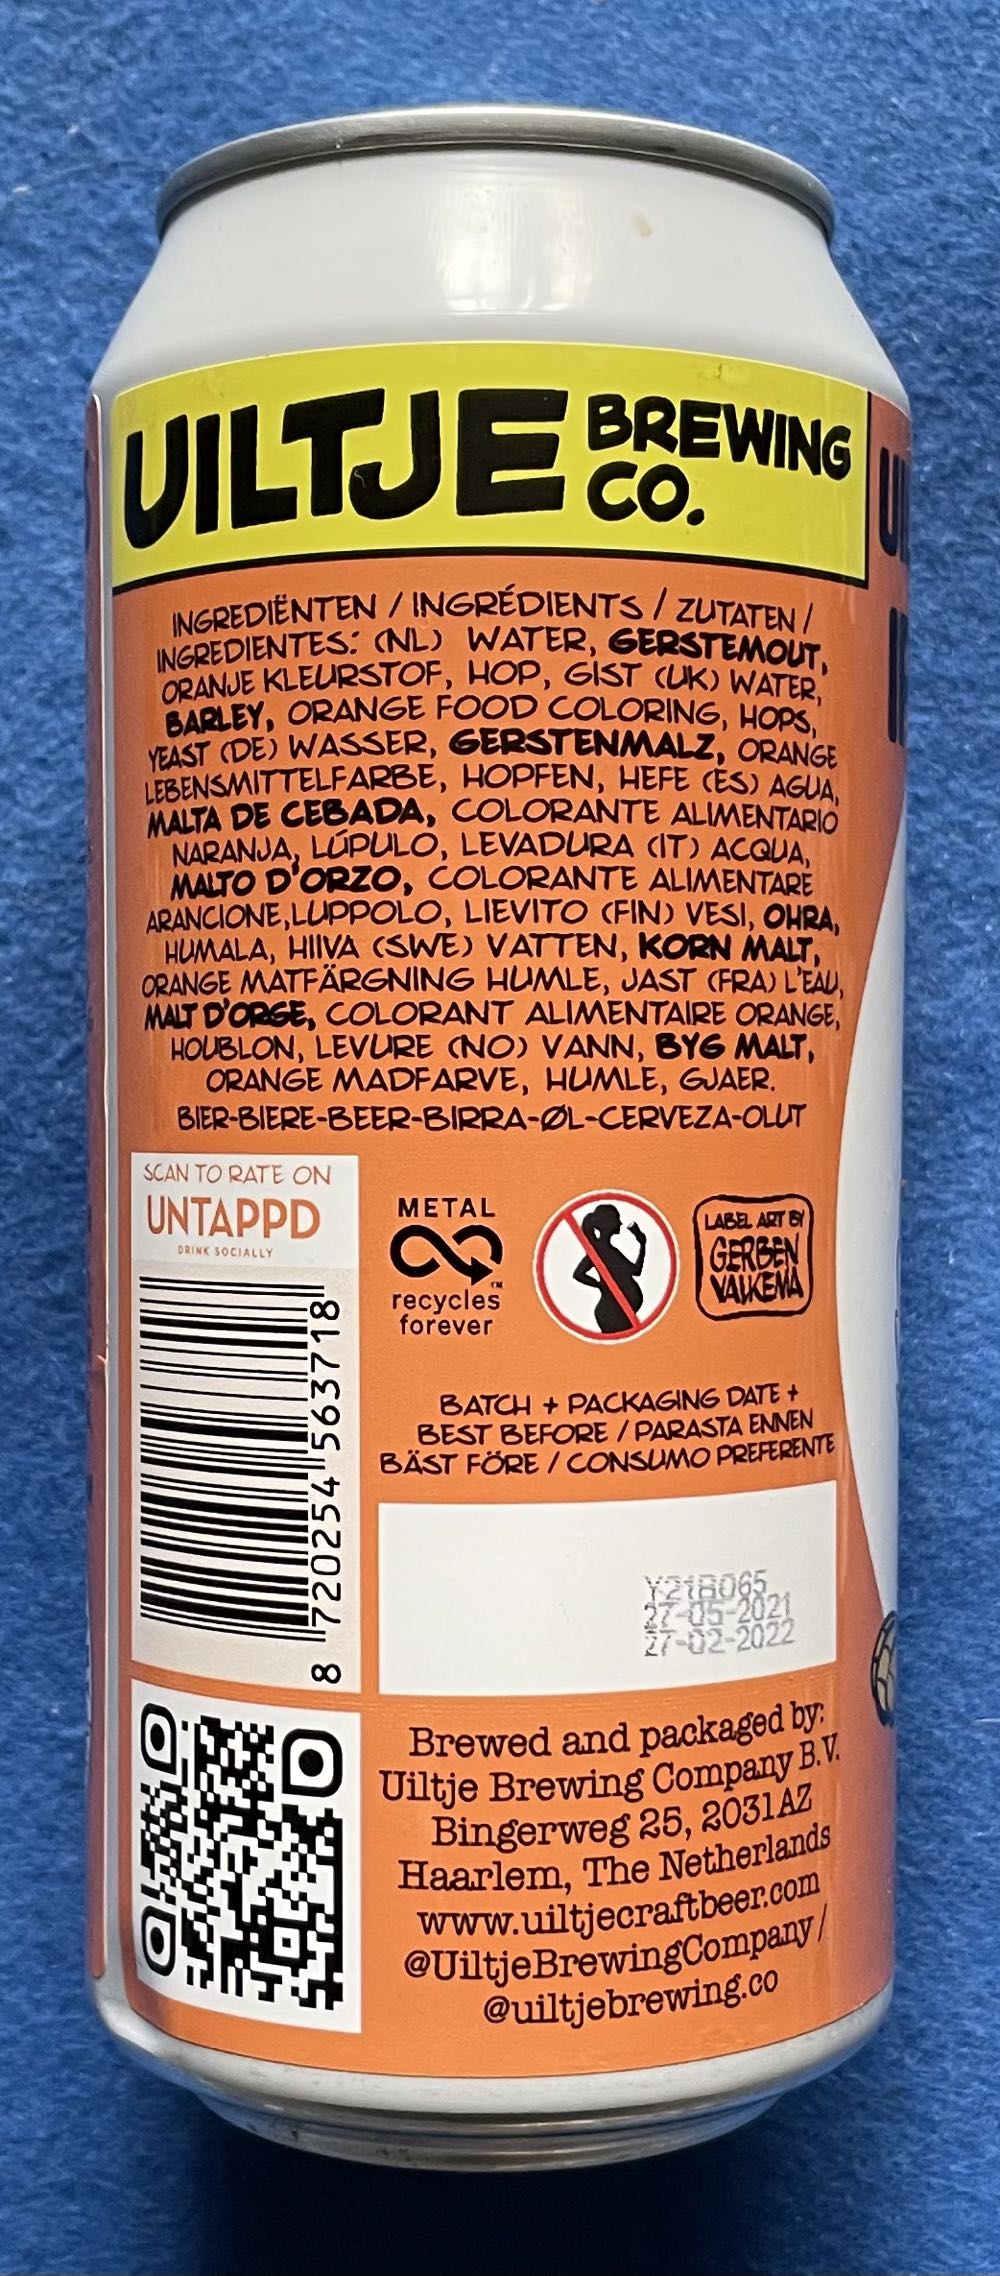 UILTJE BREWING CO.
INGREDIËNTEN / INGRÉDIENTS / ZUTATEN /
INGREDIENTES: (NL) WATER, GERSTEMOUT,
ORANJE KLEURSTOF, HOP, GIST (UK) WATER,
BARLEY, ORANGE FOOD COLORING, HOPS,
YEAST (DE) WASSER, GERSTENMALZ, ORANGE
LEBENSMITTELFARBE, HOPFEN, HEFE (ES) AGUA,
MALTA DE CEBADA, COLORANTE ALIMENTARIO
NARANJA, LÚPULO, LEVADURA (IT) ACQUA,
MALTO D'ORZO, COLORANTE ALIMENTARE
ARANCIONE,LUPPOLO, LIEVITO (FIN) VESI, OHRA,
HUMALA, HIIVA (SWE) VATTEN, KORN MALT,
ORANGE MATFÄRGNING HUMLE, JAST (FRA) L'EAU,
MALT D'ORGE, COLORANT ALIMENTAIRE ORANGE,
HOUBLON, LEVURE (NO) VANN, BYG MALT,
ORANGE MADFARVE, HUMLE, GJAER.
BIER-BIERE-BEER-BIRRA-ØL-CERVEZA-OLUT
SCAN TO RATE ON
UNTAPPD
DRINK SOCIALLY
8 720254 563718
METAL
recycles
forever
LABEL ART BY
GERBEN
VALKEMA
BATCH + PACKAGING DATE +
BEST BEFORE / PARASTA ENNEN
BÄST FÖRE / CONSUMO PREFERENTE
Y21B065
27-05-2021
27-02-2022
Brewed and packaged by:
Uiltje Brewing Company B.V.
Bingerweg 25, 2031AZ
Haarlem, The Netherlands
www.uiltjecraftbeer.com
@UiltjeBrewingCompany /
@uiltjebrewing.co